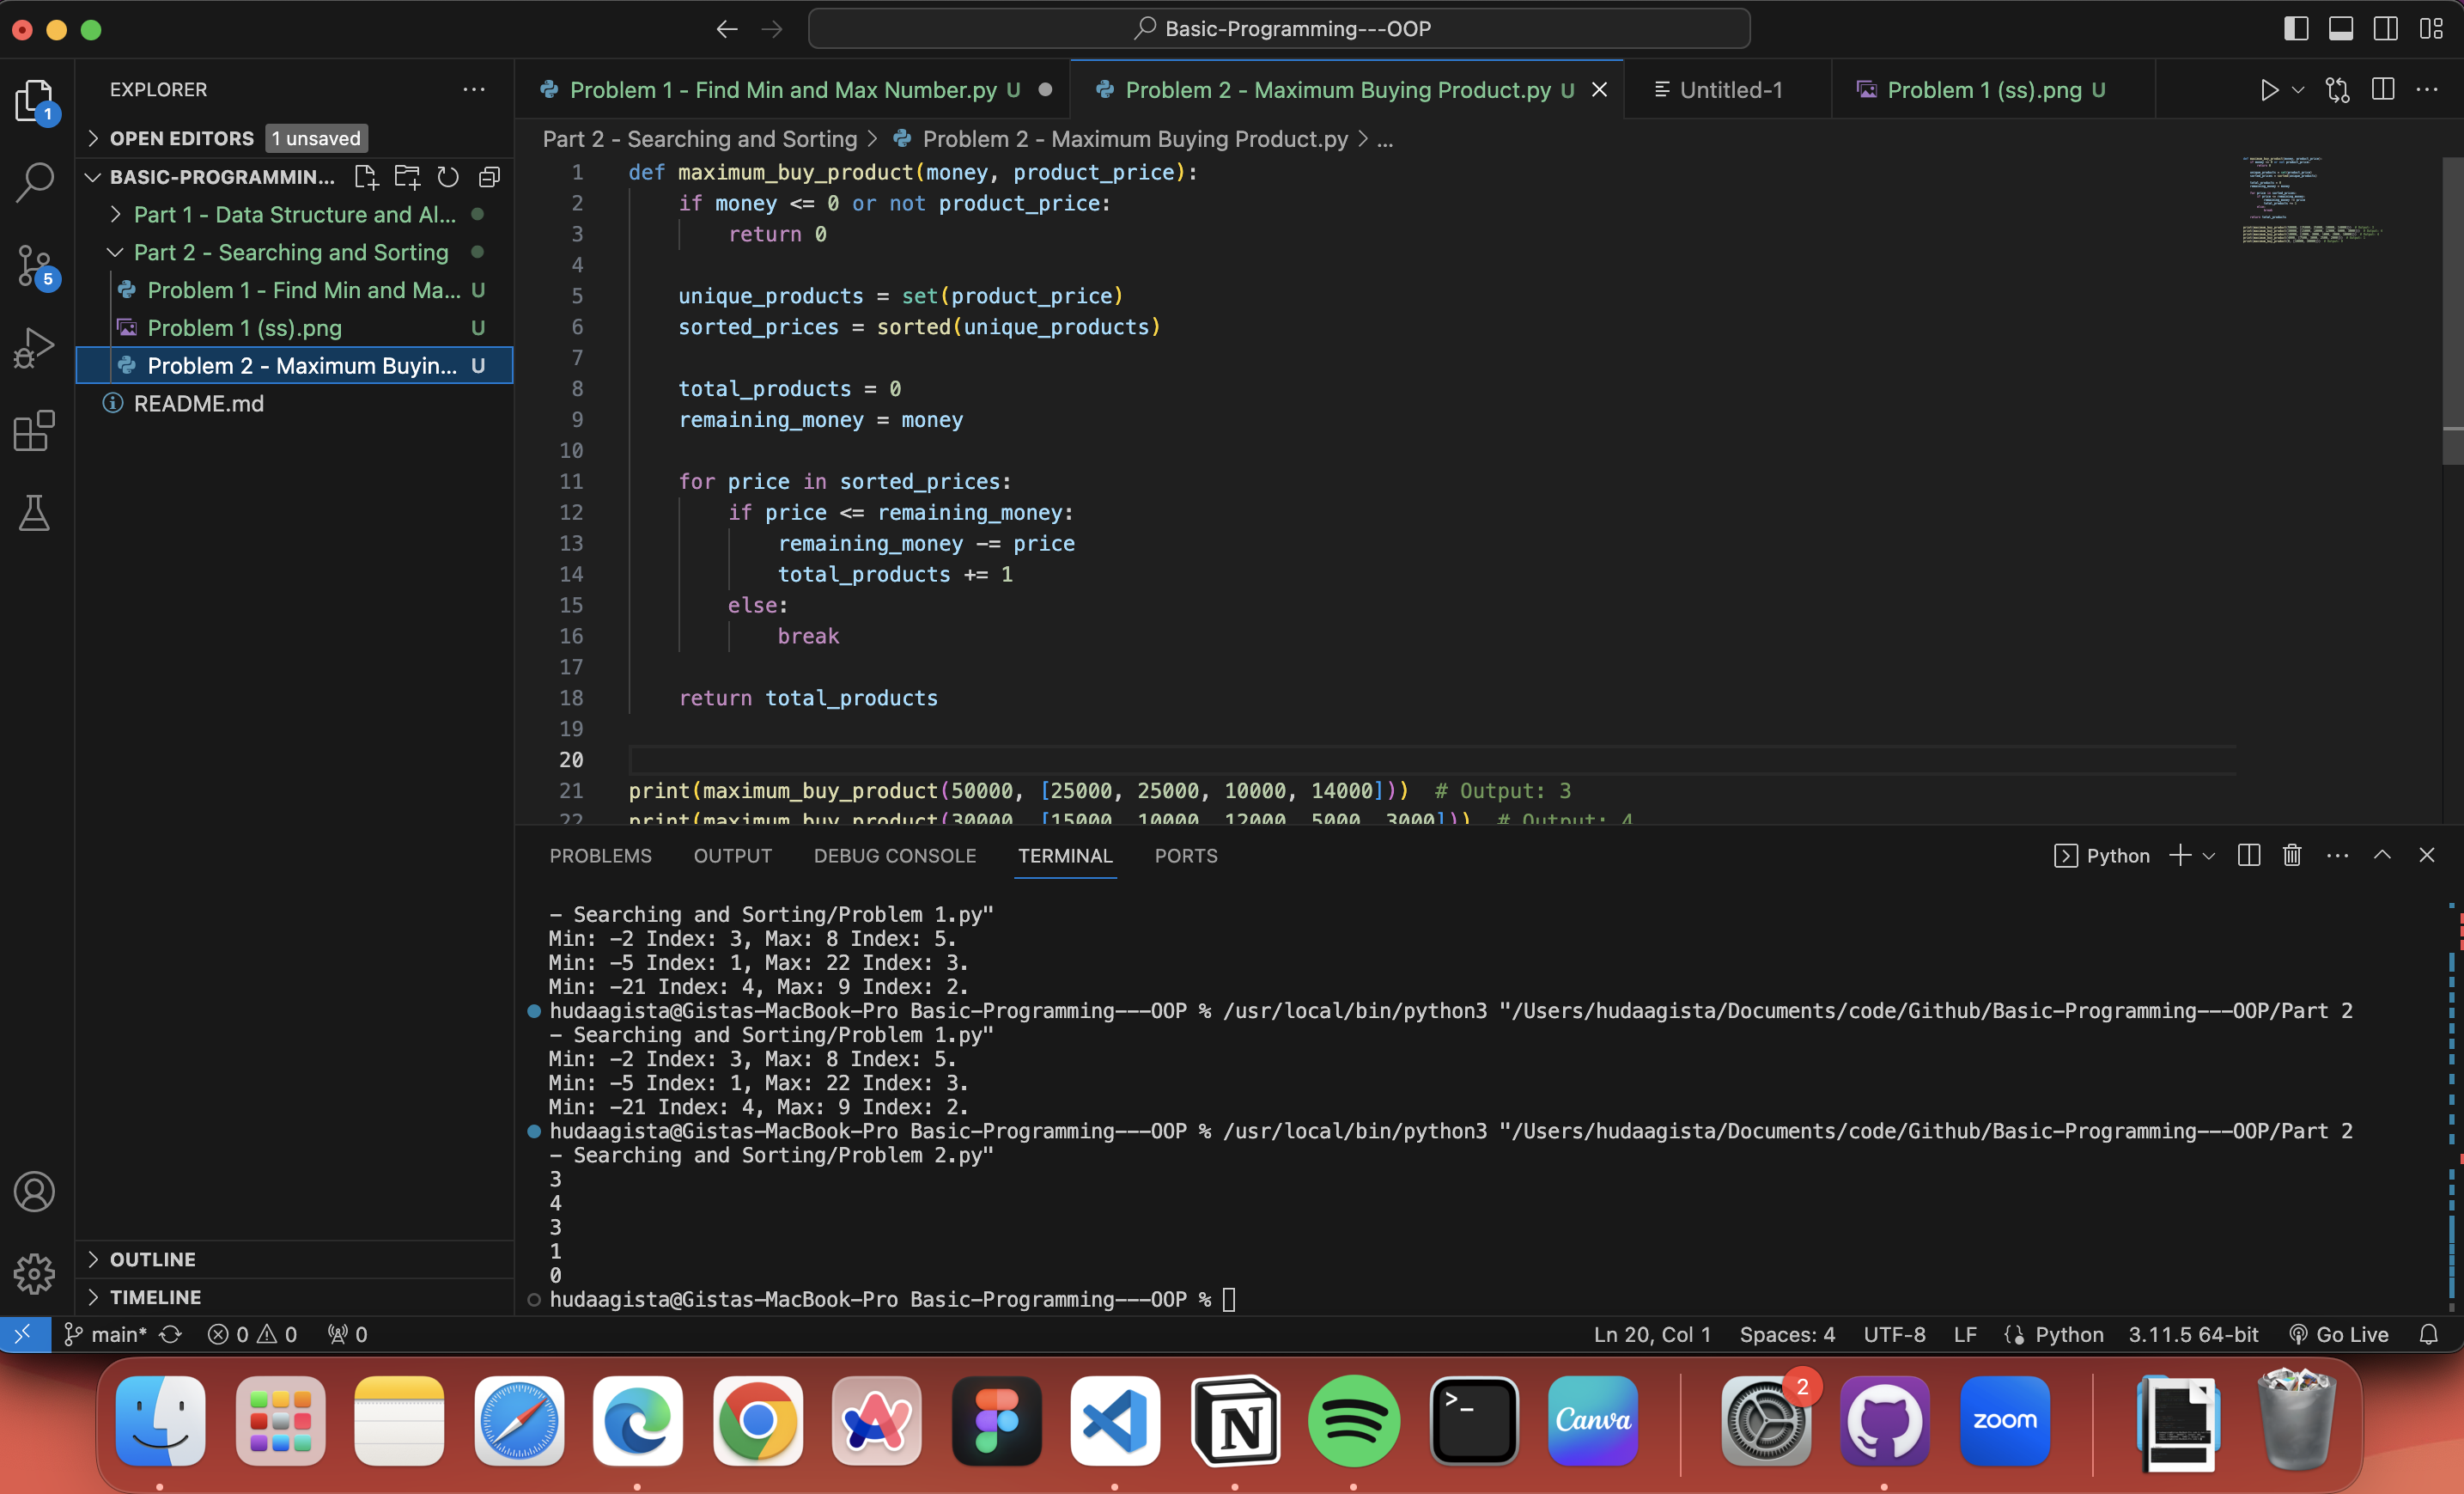 Basic-Programming---OOP
EXPLORER
OPEN EDITORS 1 unsaved
BASIC-PROGRAMMIN...
Part 1 - Data Structure and Al...
Part 2 - Searching and Sorting
Problem 1 - Find Min and Ma... U
Problem 1 (ss).png U
Problem 2 - Maximum Buyin... U
README.md
OUTLINE
TIMELINE
1
5
Problem 1 - Find Min and Max Number.py U
Problem 2 - Maximum Buying Product.py U
Untitled-1
Problem 1 (ss).png U
Part 2 - Searching and Sorting > Problem 2 - Maximum Buying Product.py > ...
1 def maximum_buy_product(money, product_price):
2 if money <= 0 or not product_price:
3 return 0
4
5 unique_products = set(product_price)
6 sorted_prices = sorted(unique_products)
7
8 total_products = 0
9 remaining_money = money
10
11 for price in sorted_prices:
12 if price <= remaining_money:
13 remaining_money -= price
14 total_products += 1
15 else:
16 break
17
18 return total_products
19
20
21 print(maximum_buy_product(50000, [25000, 25000, 10000, 14000])) # Output: 3
22 print(maximum_buy_product(30000, [15000, 10000, 12000, 5000, 3000])) # Output: 4
PROBLEMS OUTPUT DEBUG CONSOLE TERMINAL PORTS
Python
- Searching and Sorting/Problem 1.py"
Min: -2 Index: 3, Max: 8 Index: 5.
Min: -5 Index: 1, Max: 22 Index: 3.
Min: -21 Index: 4, Max: 9 Index: 2.
hudaagista@Gistas-MacBook-Pro Basic-Programming---OOP % /usr/local/bin/python3 "/Users/hudaagista/Documents/code/Github/Basic-Programming---OOP/Part 2
- Searching and Sorting/Problem 1.py"
Min: -2 Index: 3, Max: 8 Index: 5.
Min: -5 Index: 1, Max: 22 Index: 3.
Min: -21 Index: 4, Max: 9 Index: 2.
hudaagista@Gistas-MacBook-Pro Basic-Programming---OOP % /usr/local/bin/python3 "/Users/hudaagista/Documents/code/Github/Basic-Programming---OOP/Part 2
- Searching and Sorting/Problem 2.py"
3
4
3
1
0
hudaagista@Gistas-MacBook-Pro Basic-Programming---OOP %
main* 0 0 0 Ln 20, Col 1 Spaces: 4 UTF-8 LF Python 3.11.5 64-bit Go Live
Canva
2
zoom